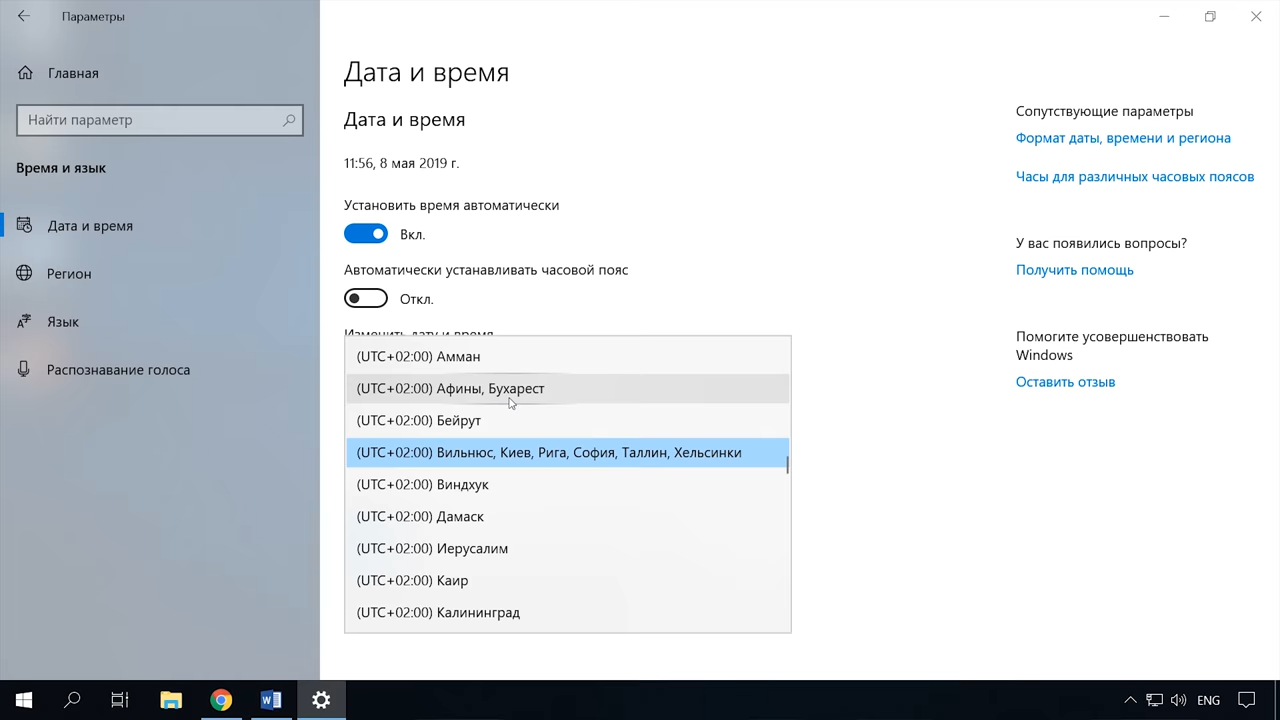 Параметры
Главная
Найти параметр
Время и язык
Дата и время
Регион
Язык
Распознавание голоса
Дата и время
Дата и время
11:56, 8 мая 2019 г.
Установить время автоматически
Вкл.
Автоматически устанавливать часовой пояс
Откл.
Изменить дату и время
(UTC+02:00) Амман
(UTC+02:00) Афины, Бухарест
(UTC+02:00) Бейрут
(UTC+02:00) Вильнюс, Киев, Рига, София, Таллин, Хельсинки
(UTC+02:00) Виндхук
(UTC+02:00) Дамаск
(UTC+02:00) Иерусалим
(UTC+02:00) Каир
(UTC+02:00) Калининград
Сопутствующие параметры
Формат даты, времени и региона
Часы для различных часовых поясов
У вас появились вопросы?
Получить помощь
Помогите усовершенствовать
Windows
Оставить отзыв
ENG